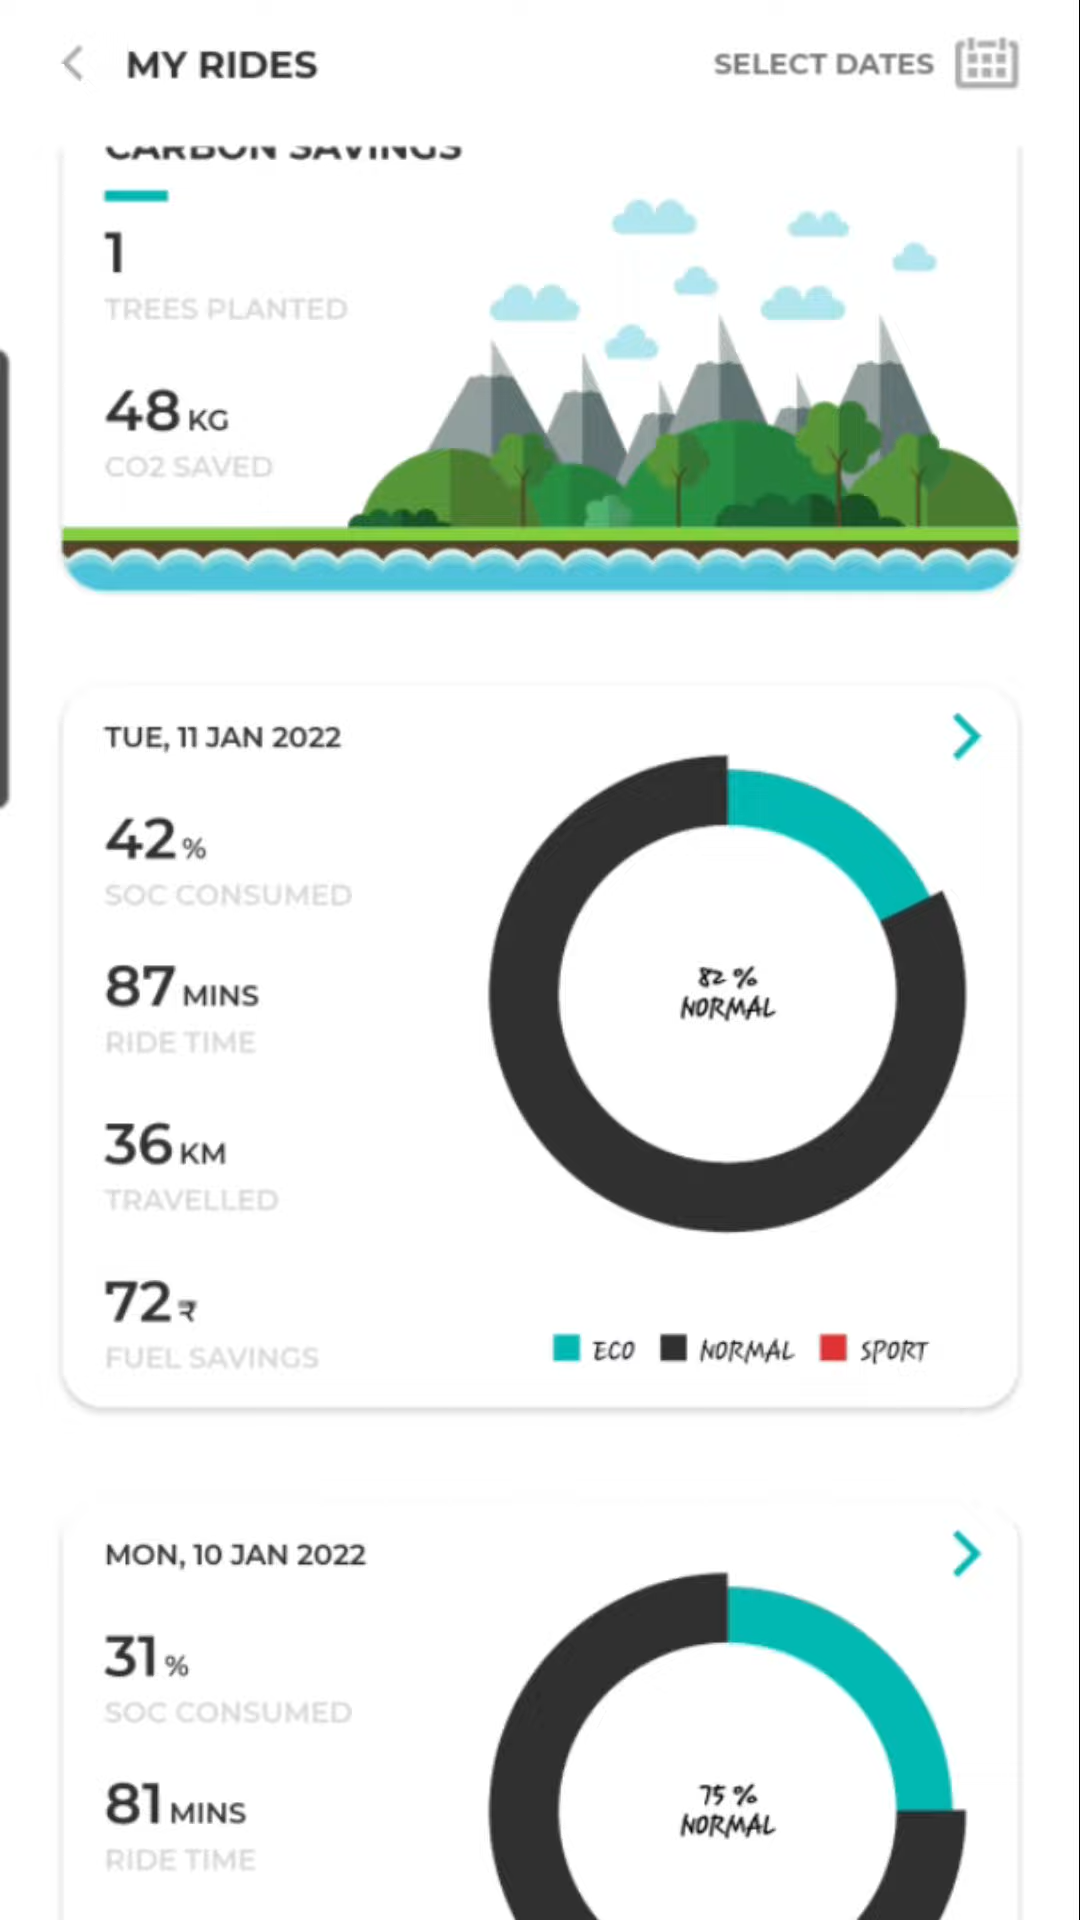 MY RIDES
SELECT DATES
CARBON SAVINGS
1
TREES PLANTED
48 KG
CO2 SAVED
TUE, 11 JAN 2022
42 %
SOC CONSUMED
87 MINS
RIDE TIME
82 %
NORMAL
36 KM
TRAVELLED
72 ₹
FUEL SAVINGS
ECO NORMAL SPORT
MON, 10 JAN 2022
31 %
SOC CONSUMED
81 MINS
RIDE TIME
75 %
NORMAL